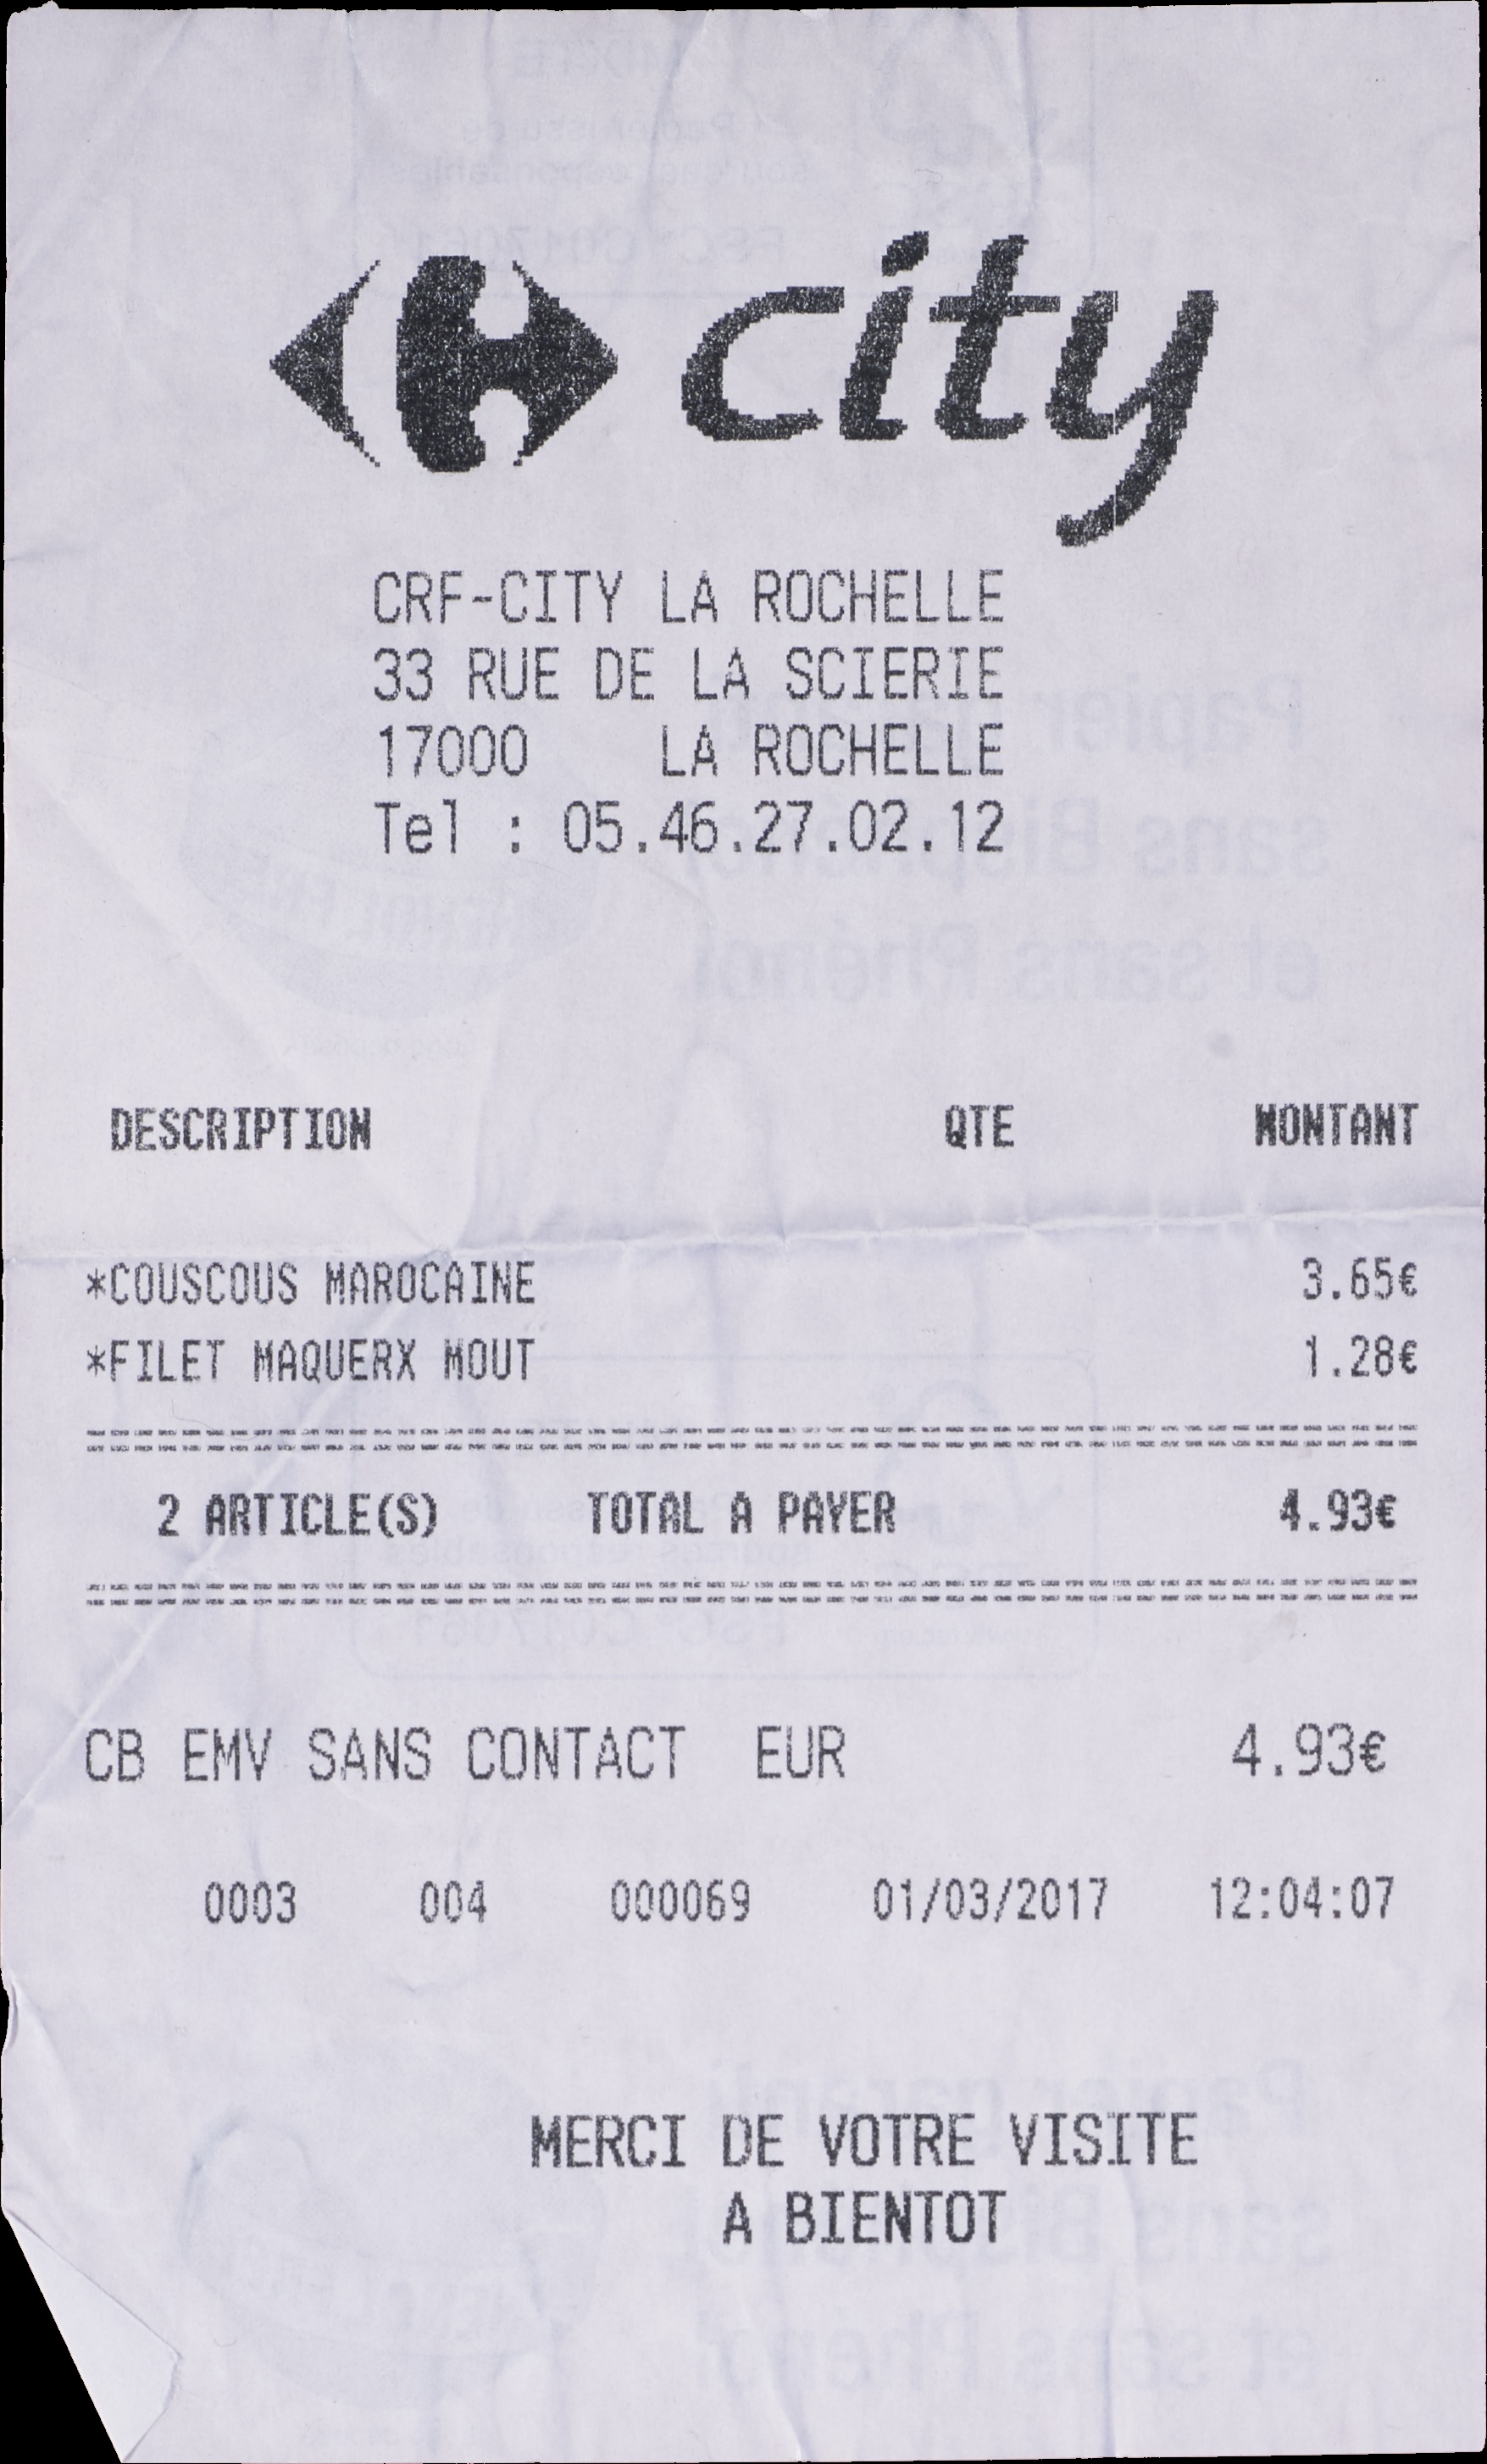 city
CRF-CITY LA ROCHELLE
33 RUE DE LA SCIERIE
17000 LA ROCHELLE
Tel : 05.46.27.02.12
DESCRIPTION QTE MONTANT
*COUSCOUS MAROCAINE 3.65€
*FILET MAQUERX MOUT 1.28€
2 ARTICLE(S) TOTAL A PAYER 4.93€
CB EMV SANS CONTACT EUR 4.93€
0003 004 000069 01/03/2017 12:04:07
MERCI DE VOTRE VISITE
A BIENTOT